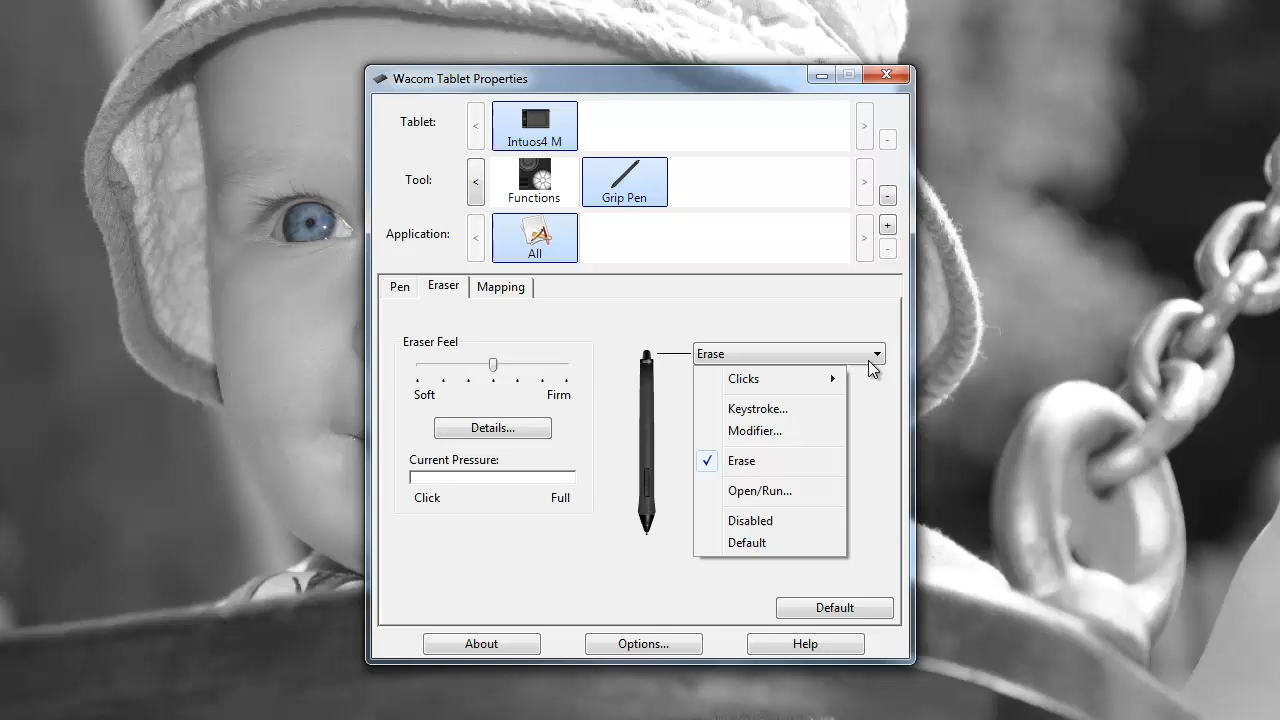 Wacom Tablet Properties
Tablet:
<
Intuos4 M
>
-
Tool:
<
Functions
Grip Pen
>
-
Application:
<
All
>
+
-
Pen Eraser Mapping
Eraser Feel
Soft Firm
Details...
Current Pressure:
Click Full
Erase
Clicks
Keystroke...
Modifier...
Erase
Open/Run...
Disabled
Default
Default
About Options... Help